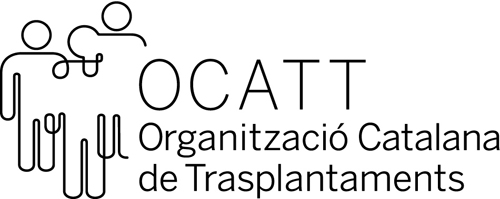 OCATT
Organització Catalana
de Trasplantaments